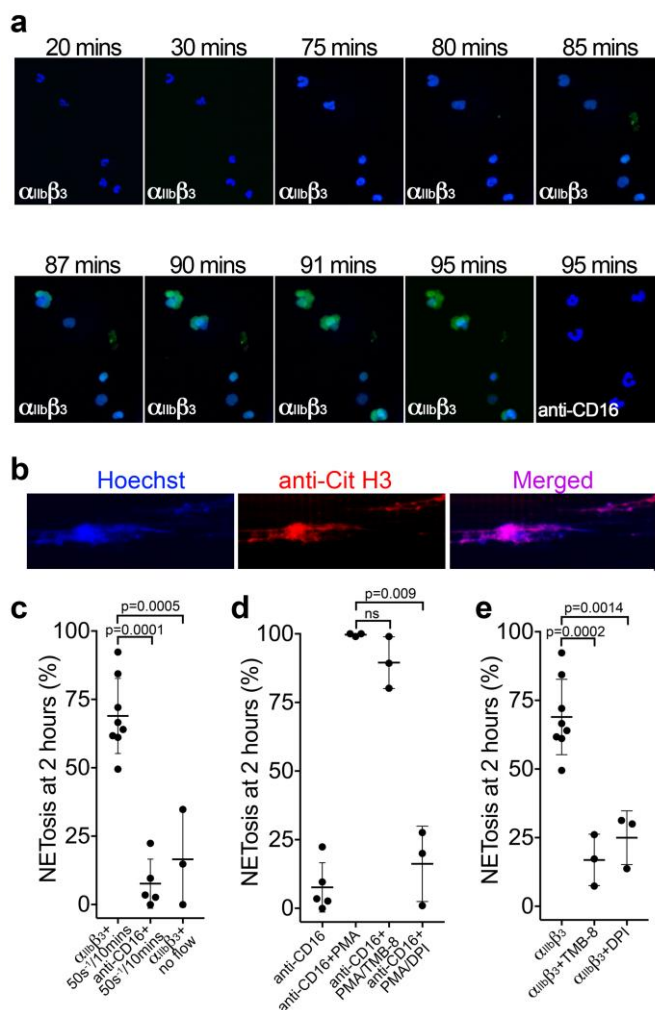 a
20 mins 30 mins 75 mins 80 mins 85 mins
αIIbβ3 αIIbβ3 αIIbβ3 αIIbβ3 αIIbβ3
87 mins 90 mins 91 mins 95 mins 95 mins
αIIbβ3 αIIbβ3 αIIbβ3 αIIbβ3 anti-CD16
b
Hoechst anti-Cit H3 Merged
c
p=0.0005
p=0.0001
NETosis at 2 hours (%)
100
75
50
25
0
αIIbβ3+
50s⁻¹/10mins
anti-CD16+
50s⁻¹/10mins
αIIbβ3+
no flow
d
p=0.009
ns
NETosis at 2 hours (%)
100
75
50
25
0
anti-CD16
anti-CD16+PMA
anti-CD16+
PMA/TMB-8
anti-CD16+
PMA/DPI
e
p=0.0014
p=0.0002
NETosis at 2 hours (%)
100
75
50
25
0
αIIbβ3
αIIbβ3+TMB-8
αIIbβ3+DPI